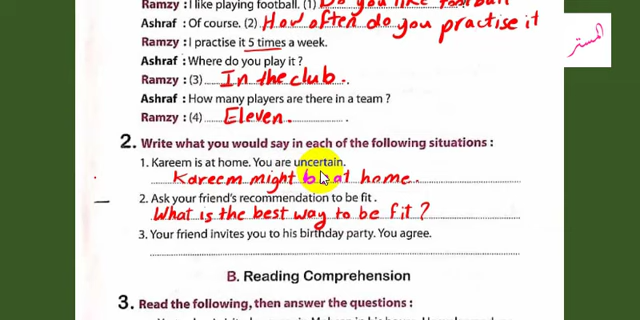 Ramzy : I like playing football. (1) Do you like football
Ashraf : Of course. (2) How often do you practise it
Ramzy : I practise it 5 times a week.
Ashraf : Where do you play it?
Ramzy : (3) In the club.
Ashraf : How many players are there in a team?
Ramzy : (4) Eleven.
2. Write what you would say in each of the following situations :
1. Kareem is at home. You are uncertain.
Kareem might be at home.
2. Ask your friend's recommendation to be fit.
What is the best way to be fit?
3. Your friend invites you to his birthday party. You agree.
B. Reading Comprehension
3. Read the following, then answer the questions :